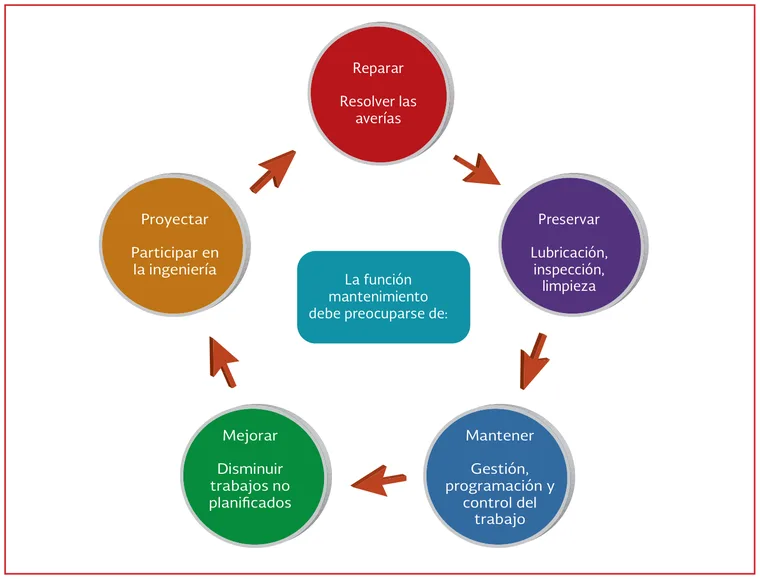 Reparar
Resolver las
averías
Preservar
Lubricación,
inspección,
limpieza
Mantener
Gestión,
programación y
control del
trabajo
Mejorar
Disminuir
trabajos no
planificados
Proyectar
Participar en
la ingeniería
La función
mantenimiento
debe preocuparse de: